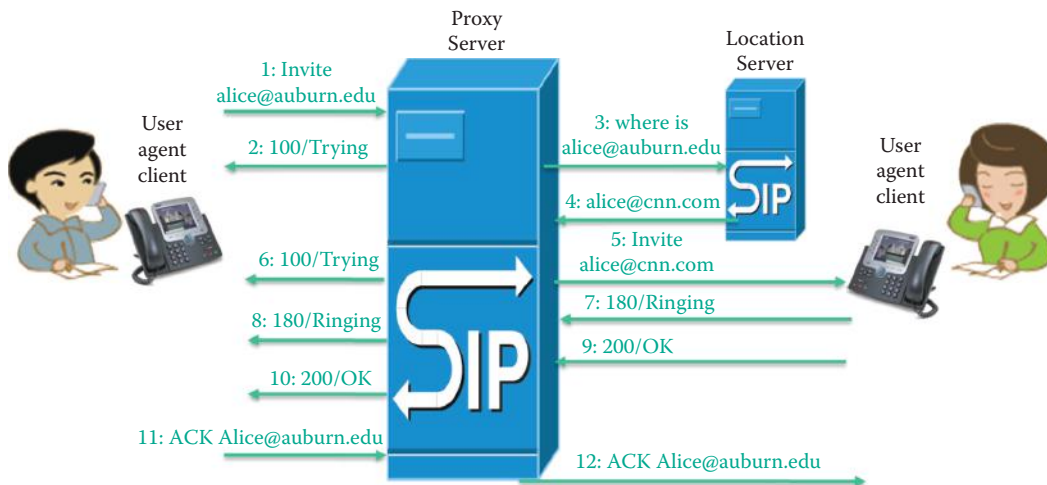 Proxy
Server
Location
Server
1: Invite
alice@auburn.edu
User
agent
client
2: 100/Trying
3: where is
alice@auburn.edu
User
agent
client
SIP
4: alice@cnn.com
5: Invite
alice@cnn.com
6: 100/Trying
7: 180/Ringing
8: 180/Ringing
SIP
9: 200/OK
10: 200/OK
11: ACK Alice@auburn.edu
12: ACK Alice@auburn.edu